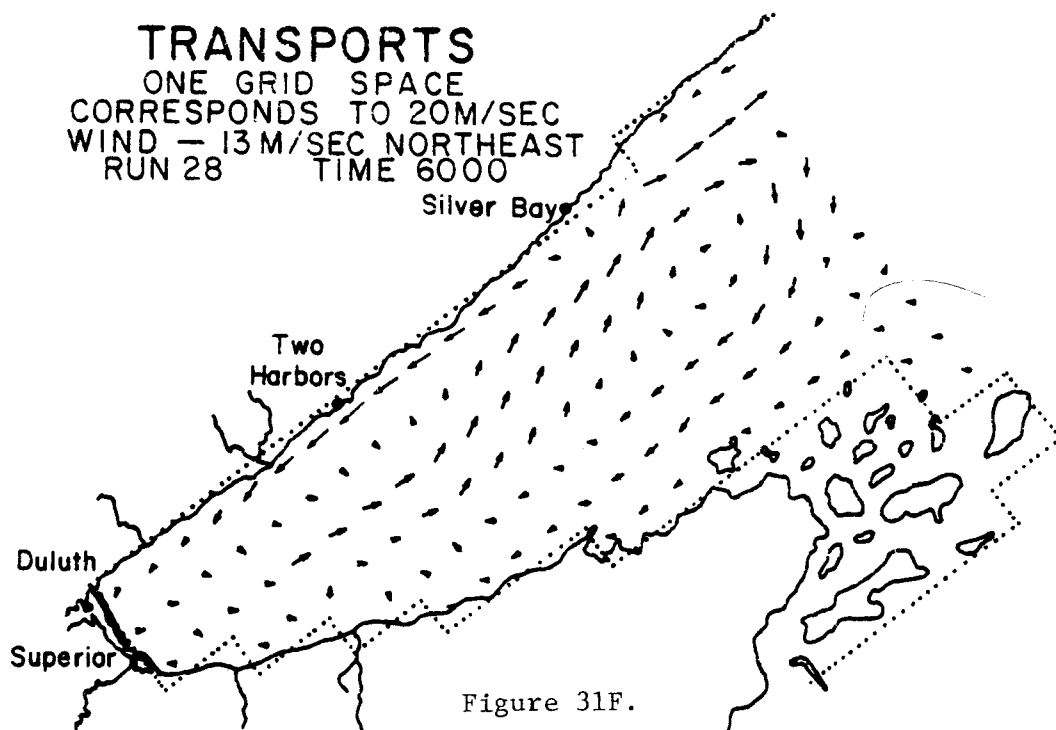 TRANSPORTS
ONE GRID SPACE
CORRESPONDS TO 20M/SEC
WIND — 13 M/SEC NORTHEAST
RUN 28 TIME 6000
Silver Bay
Two
Harbors
Duluth
Superior
Figure 31F.